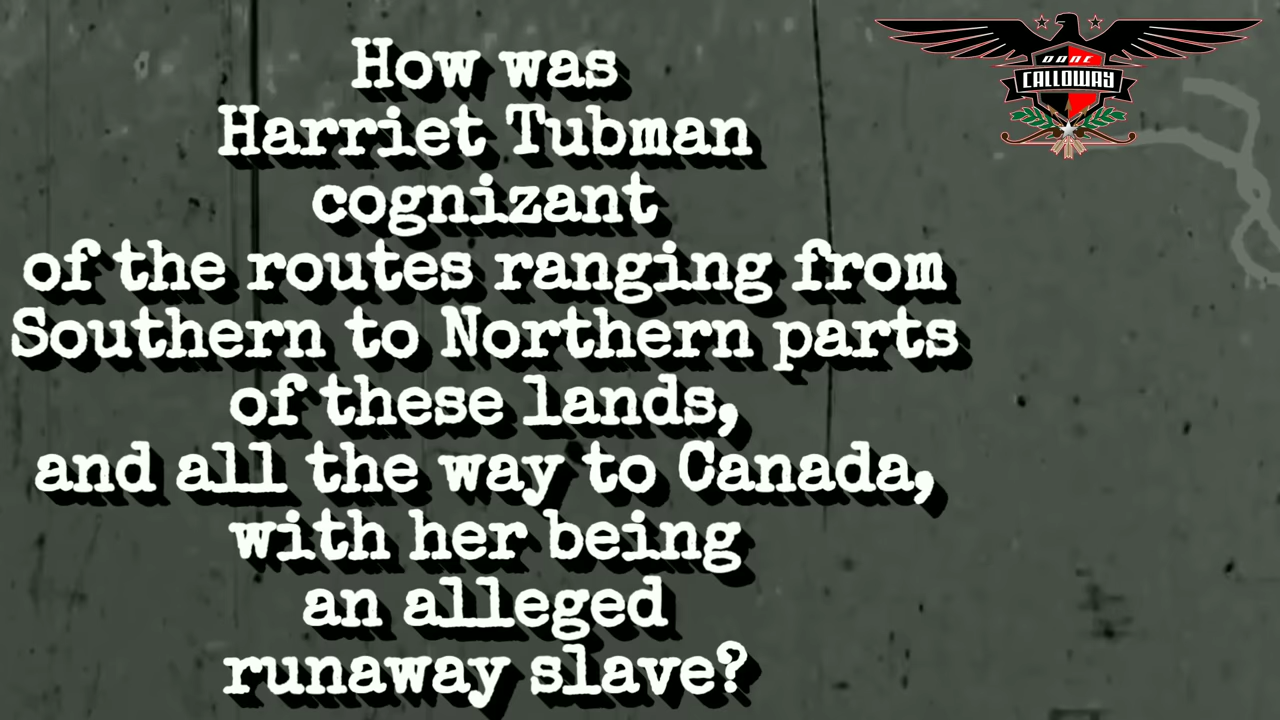 How was
Harriet Tubman
cognizant
of the routes ranging from
Southern to Northern parts
of these lands,
and all the way to Canada,
with her being
an alleged
runaway slave?
DANE
CALLOWAY